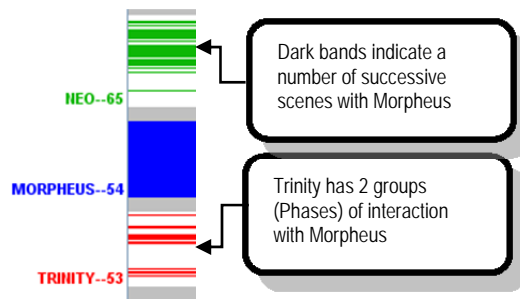 NEO--65
Dark bands indicate a
number of successive
scenes with Morpheus
MORPHEUS--54
Trinity has 2 groups
(Phases) of interaction
with Morpheus
TRINITY--53